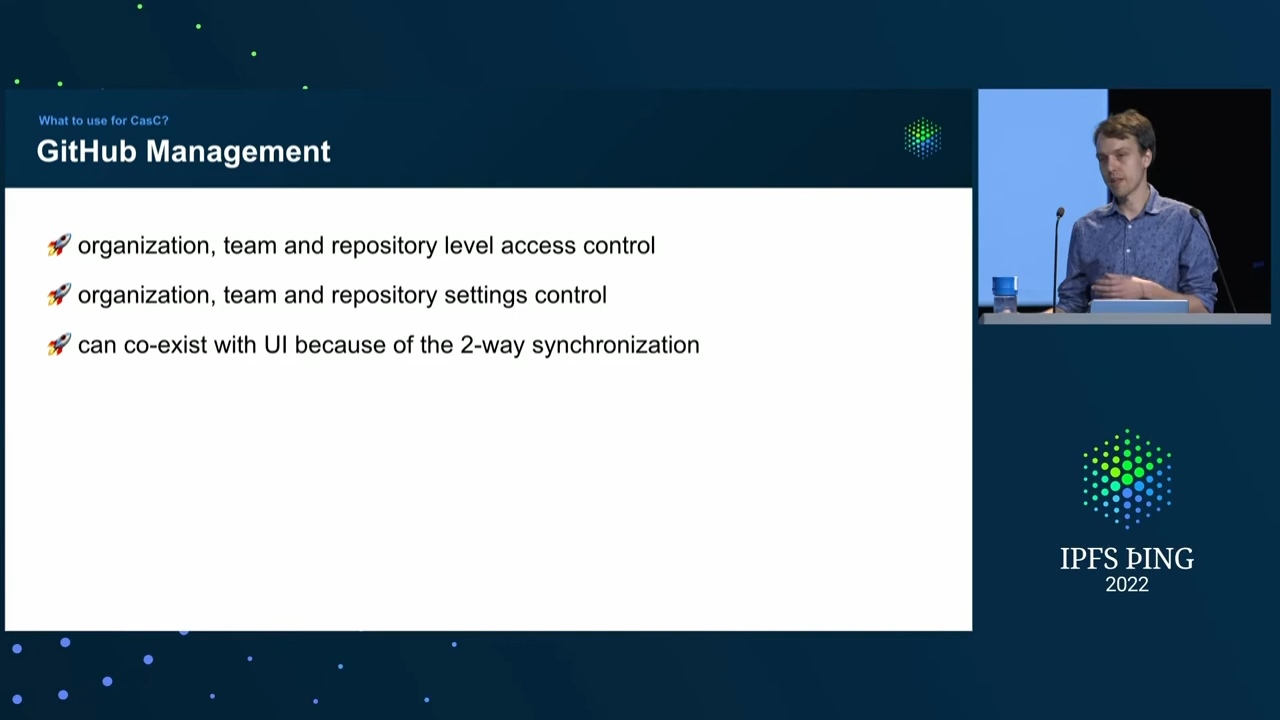 What to use for CasC?
GitHub Management
🚀 organization, team and repository level access control
🚀 organization, team and repository settings control
🚀 can co-exist with UI because of the 2-way synchronization
IPFS ÞING
2022